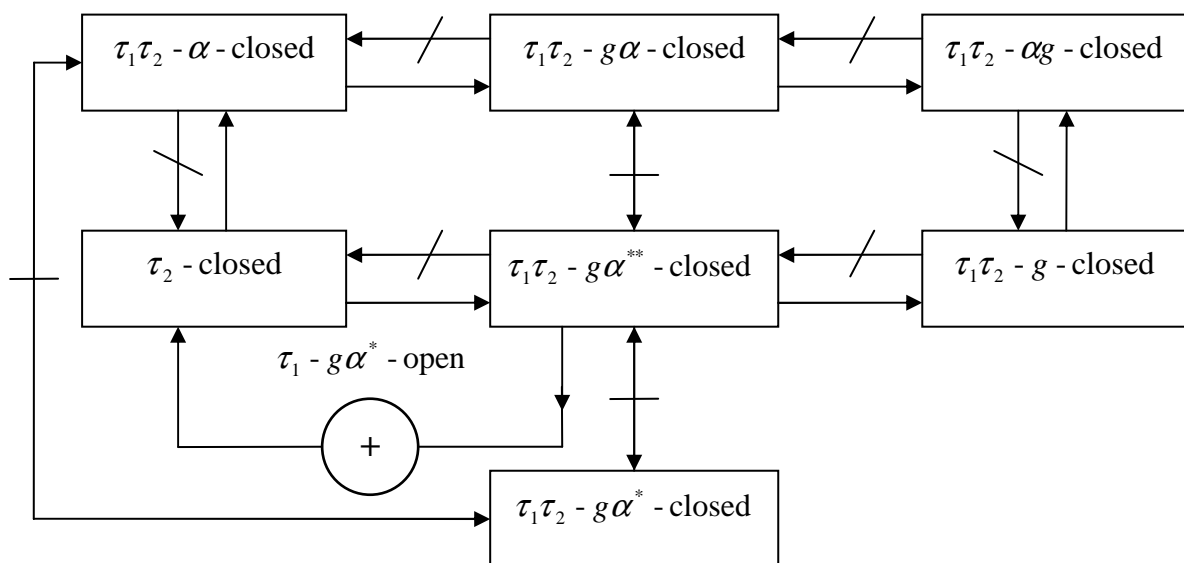 τ₁τ₂ - α - closed
τ₁τ₂ - gα - closed
τ₁τ₂ - αg - closed
τ₂ - closed
τ₁τ₂ - gα** - closed
τ₁τ₂ - g - closed
τ₁ - gα* - open
+
τ₁τ₂ - gα* - closed